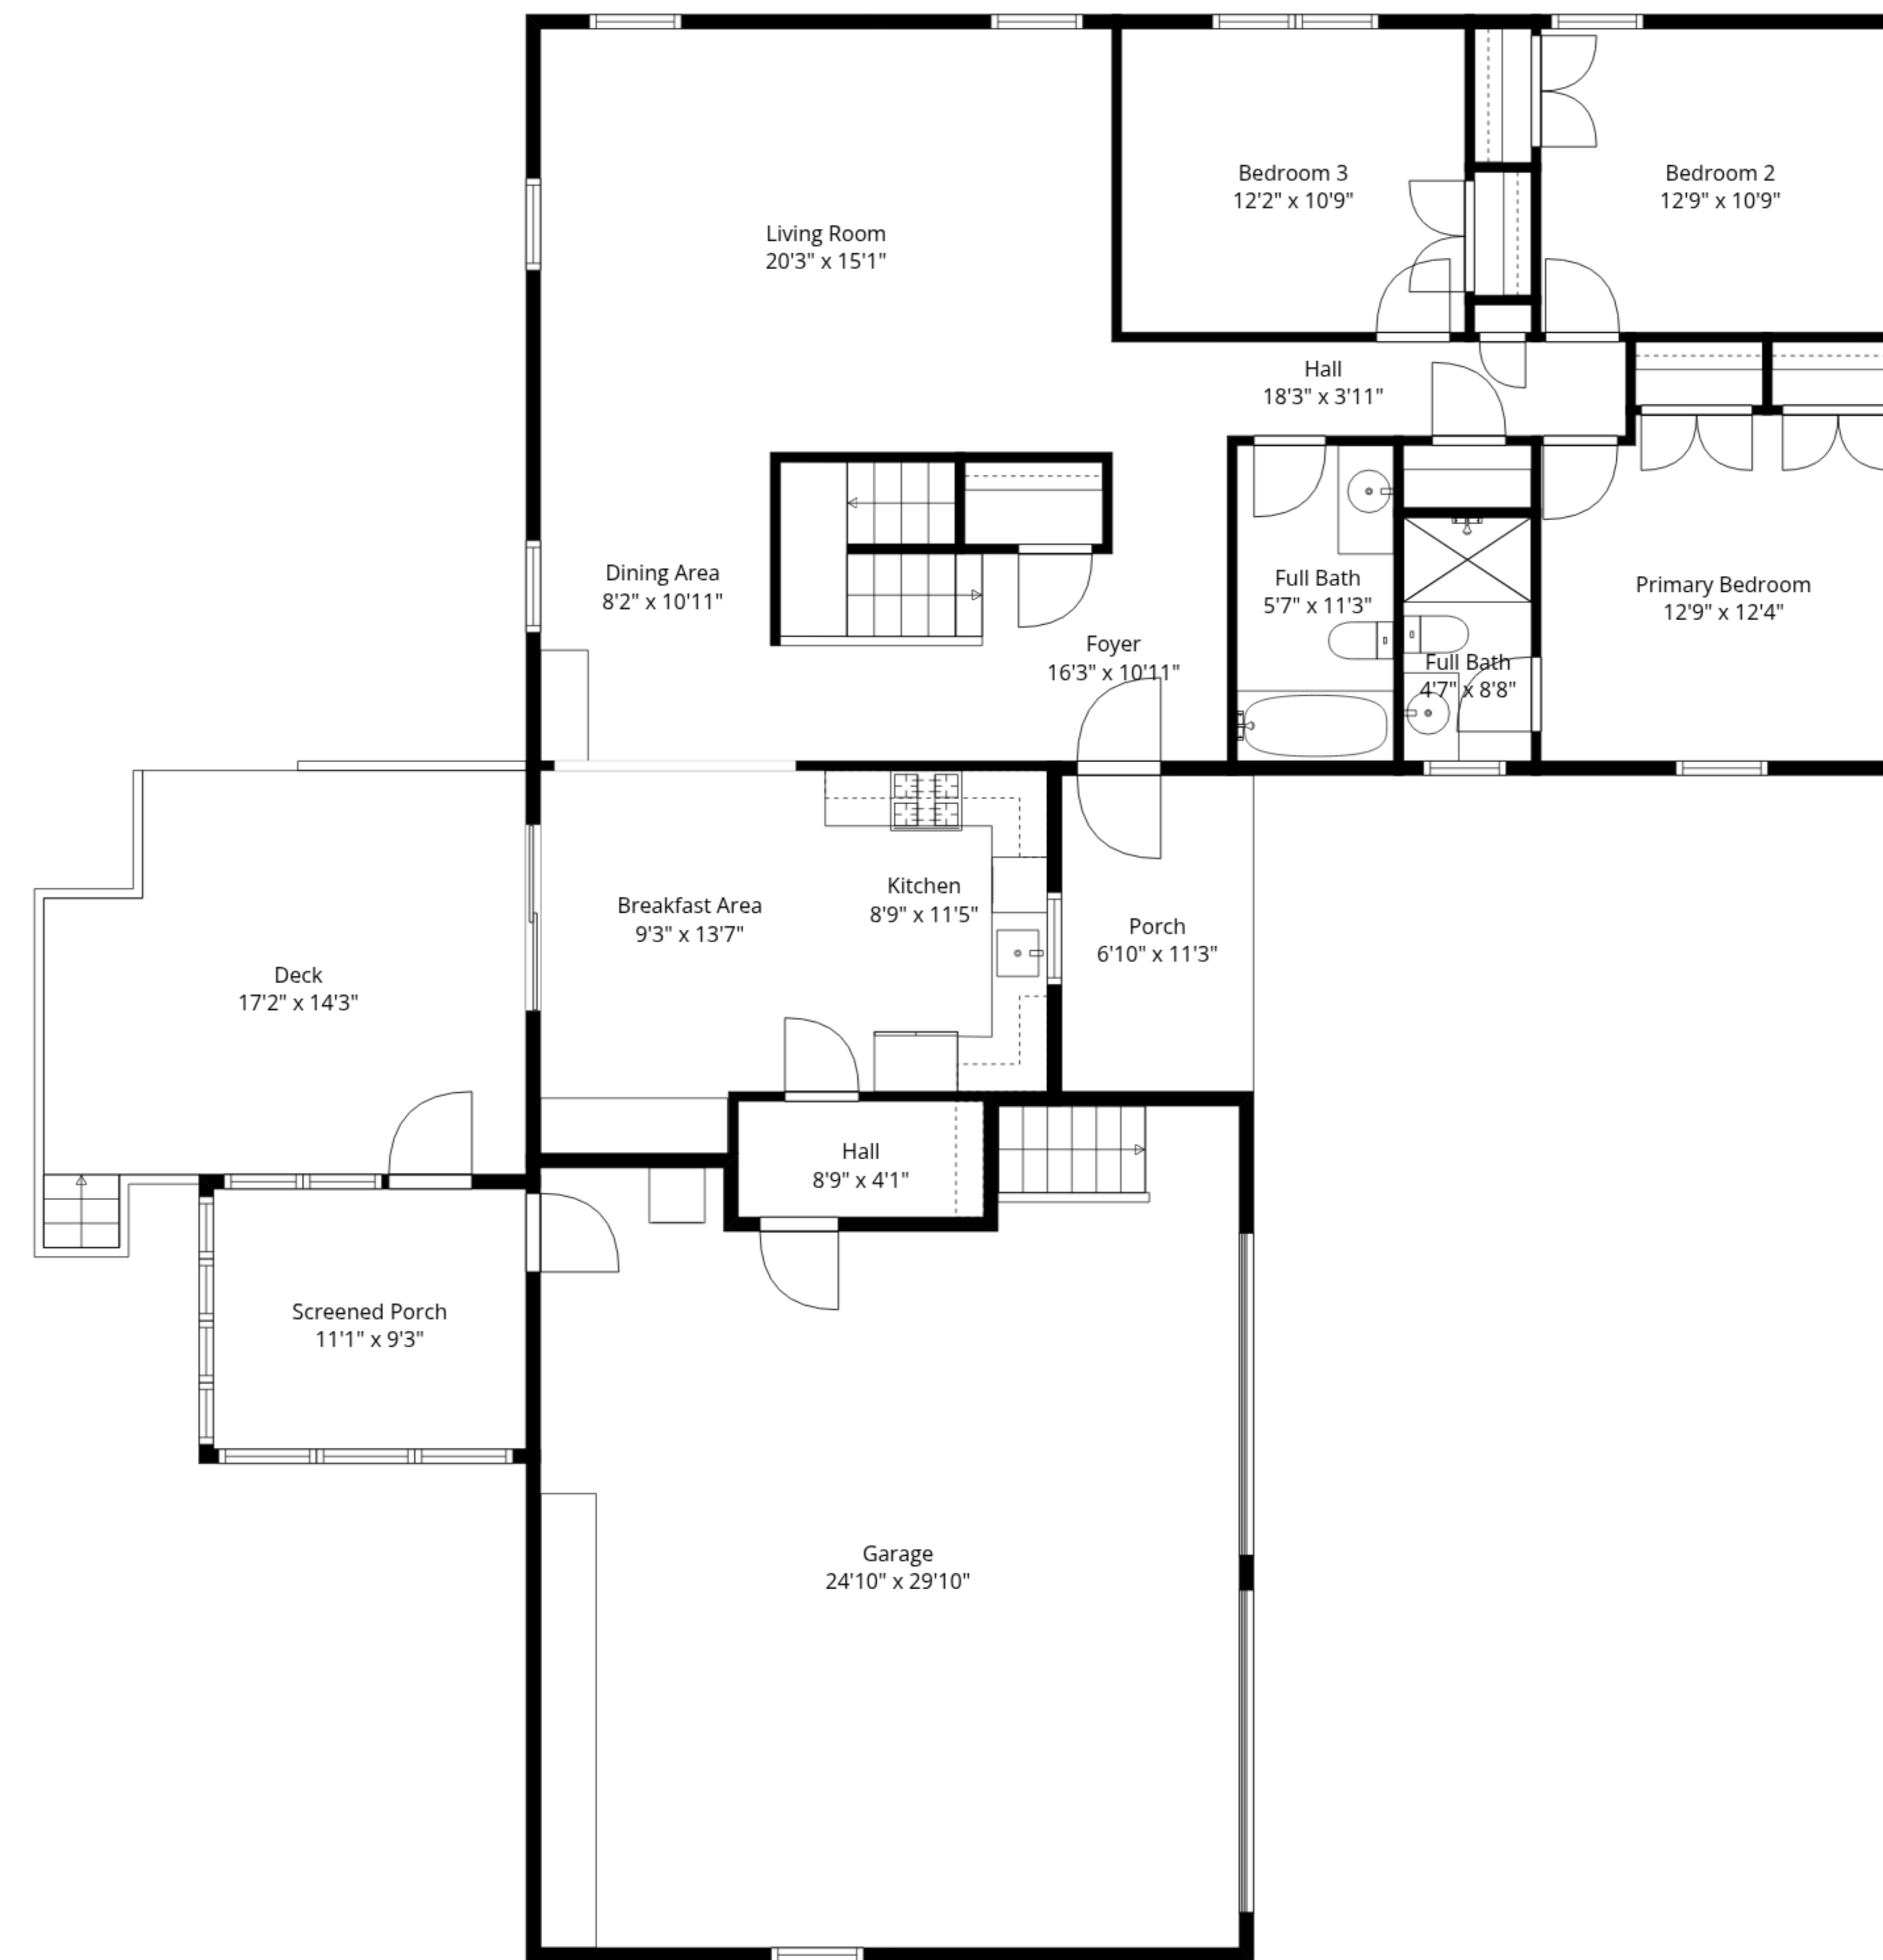 Bedroom 3
12'2" x 10'9"
Bedroom 2
12'9" x 10'9"
Living Room
20'3" x 15'1"
Hall
18'3" x 3'11"
Dining Area
8'2" x 10'11"
Full Bath
5'7" x 11'3"
Primary Bedroom
12'9" x 12'4"
Foyer
16'3" x 10'11"
Full Bath
4'7" x 8'8"
Kitchen
8'9" x 11'5"
Breakfast Area
9'3" x 13'7"
Porch
6'10" x 11'3"
Deck
17'2" x 14'3"
Hall
8'9" x 4'1"
Screened Porch
11'1" x 9'3"
Garage
24'10" x 29'10"